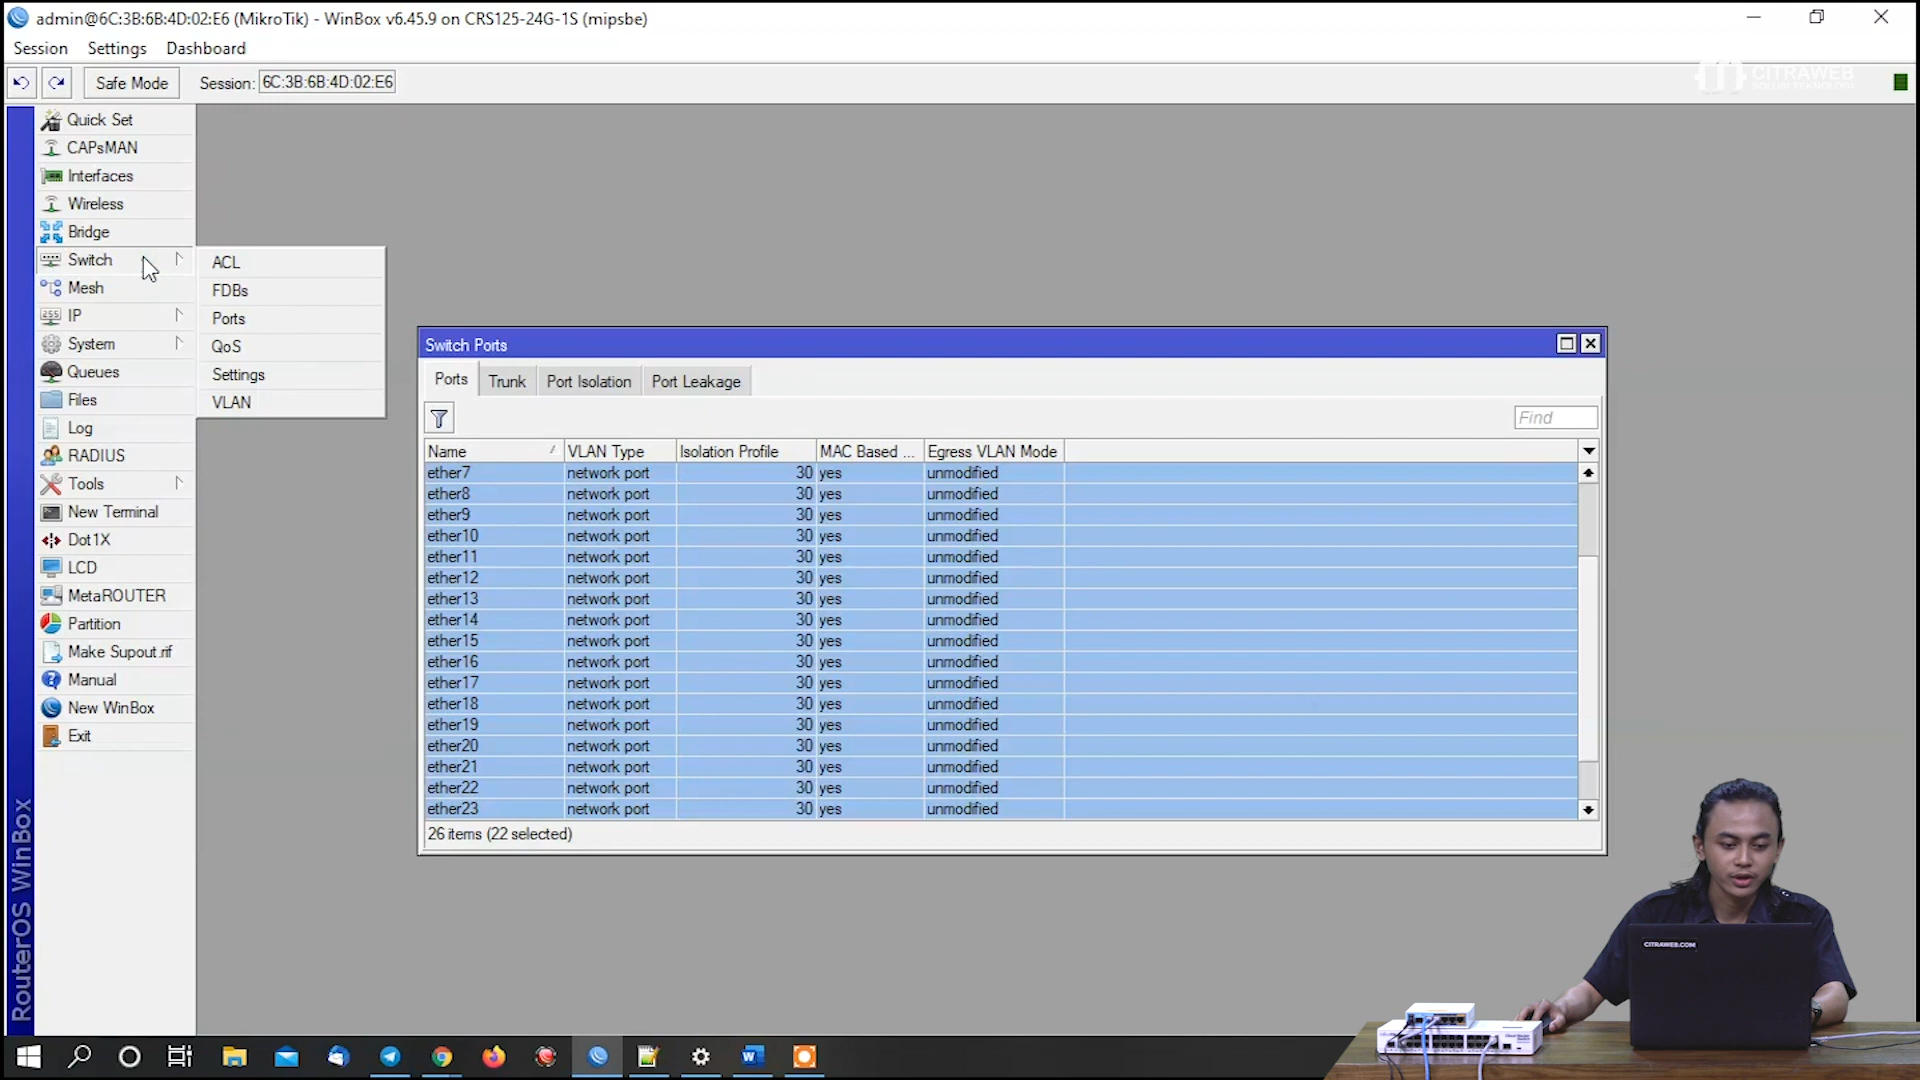 admin@6C:3B:6B:4D:02:E6 (MikroTik) - WinBox v6.45.9 on CRS125-24G-1S (mipsbe)
Session Settings Dashboard
Safe Mode Session: 6C:3B:6B:4D:02:E6
CITRAWEB
Quick Set
CAPsMAN
Interfaces
Wireless
Bridge
Switch
Mesh
IP
System
Queues
Files
Log
RADIUS
Tools
New Terminal
Dot1X
LCD
MetaROUTER
Partition
Make Supout.rif
Manual
New WinBox
Exit
RouterOS WinBox
ACL
FDBs
Ports
QoS
Settings
VLAN
Switch Ports
Ports Trunk Port Isolation Port Leakage
Find
Name VLAN Type Isolation Profile MAC Based ... Egress VLAN Mode
ether7 network port 30 yes unmodified
ether8 network port 30 yes unmodified
ether9 network port 30 yes unmodified
ether10 network port 30 yes unmodified
ether11 network port 30 yes unmodified
ether12 network port 30 yes unmodified
ether13 network port 30 yes unmodified
ether14 network port 30 yes unmodified
ether15 network port 30 yes unmodified
ether16 network port 30 yes unmodified
ether17 network port 30 yes unmodified
ether18 network port 30 yes unmodified
ether19 network port 30 yes unmodified
ether20 network port 30 yes unmodified
ether21 network port 30 yes unmodified
ether22 network port 30 yes unmodified
ether23 network port 30 yes unmodified
26 items (22 selected)
CITRAWEB.COM